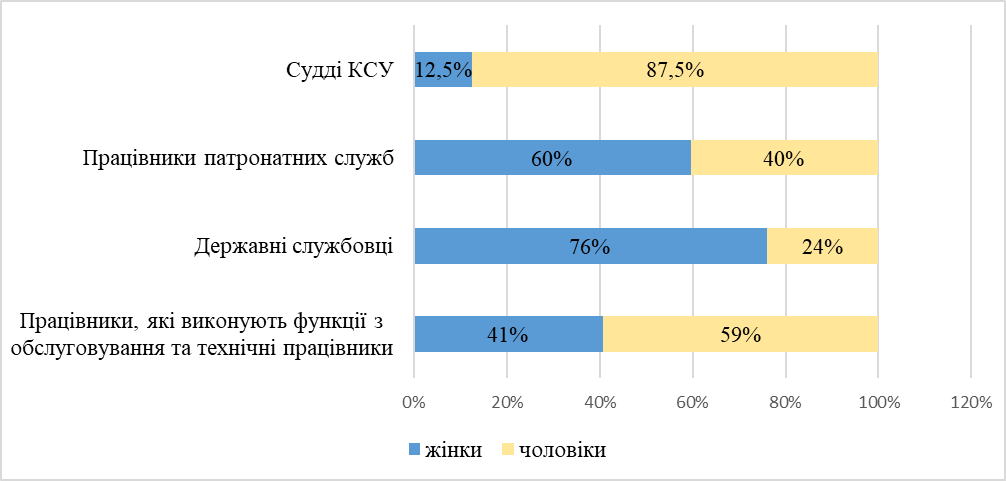 Судді КСУ
12,5%
87,5%
Працівники патронатних служб
60%
40%
Державні службовці
76%
24%
Працівники, які виконують функції з
обслуговування та технічні працівники
41%
59%
0%
20%
40%
60%
80%
100%
120%
жінки
чоловіки